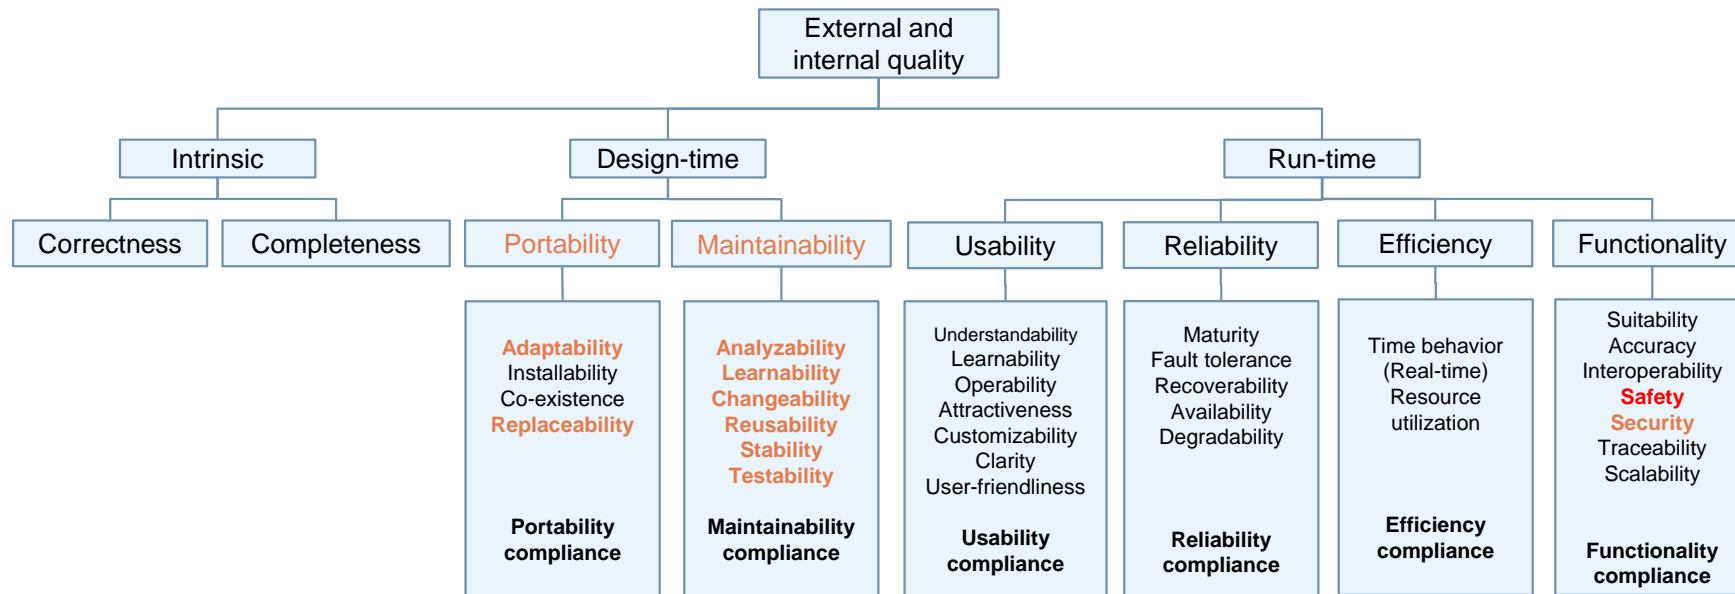 External and
internal quality
Intrinsic
Design-time
Run-time
Correctness
Completeness
Portability
Maintainability
Usability
Reliability
Efficiency
Functionality
Adaptability
Installability
Co-existence
Replaceability
Portability
compliance
Analyzability
Learnability
Changeability
Reusability
Stability
Testability
Maintainability
compliance
Understandability
Learnability
Operability
Attractiveness
Customizability
Clarity
User-friendliness
Usability
compliance
Maturity
Fault tolerance
Recoverability
Availability
Degradability
Reliability
compliance
Time behavior
(Real-time)
Resource
utilization
Efficiency
compliance
Suitability
Accuracy
Interoperability
Safety
Security
Traceability
Scalability
Functionality
compliance